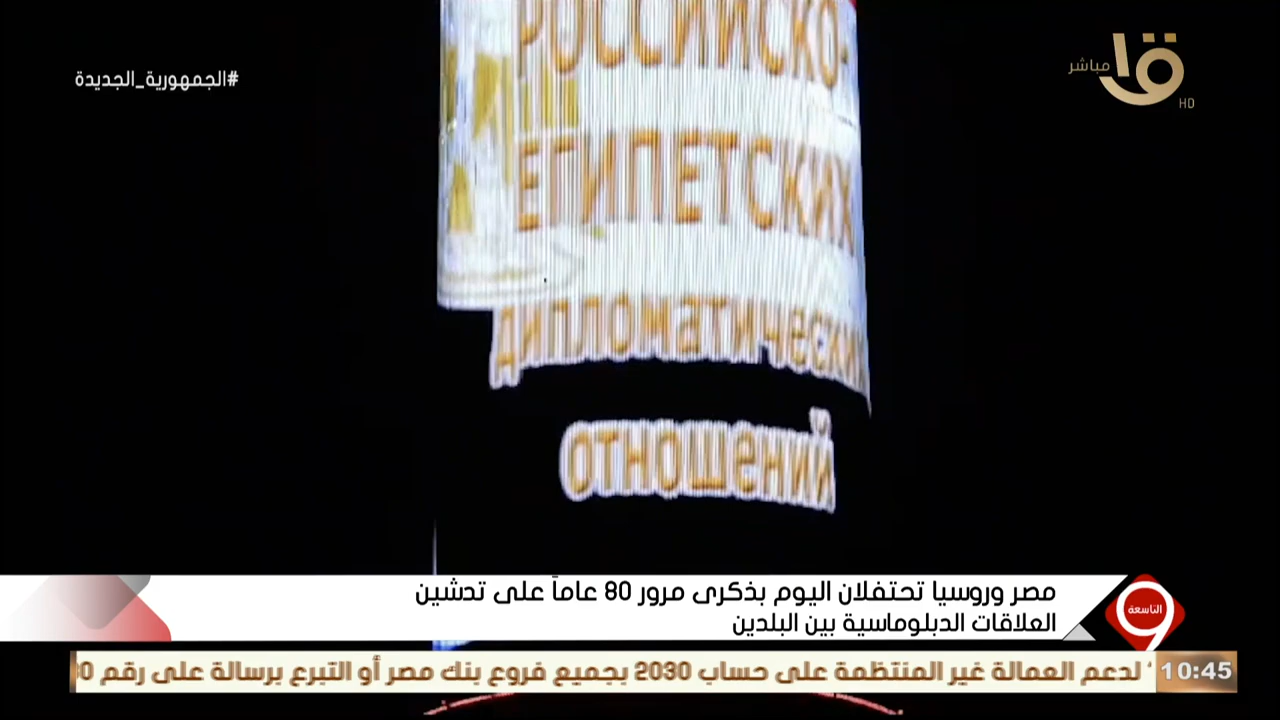 #الجمهورية_الجديدة
مباشر
HD
РОССИЙСКО-
ЕГИПЕТСКИХ
ДИПЛОМАТИЧЕСКИХ
ОТНОШЕНИЙ
مصر وروسيا تحتفلان اليوم بذكرى مرور 80 عاماً على تدشين
العلاقات الدبلوماسية بين البلدين
التاسعة
9
لدعم العمالة غير المنتظمة على حساب 2030 بجميع فروع بنك مصر أو التبرع برسالة على رقم
10:45